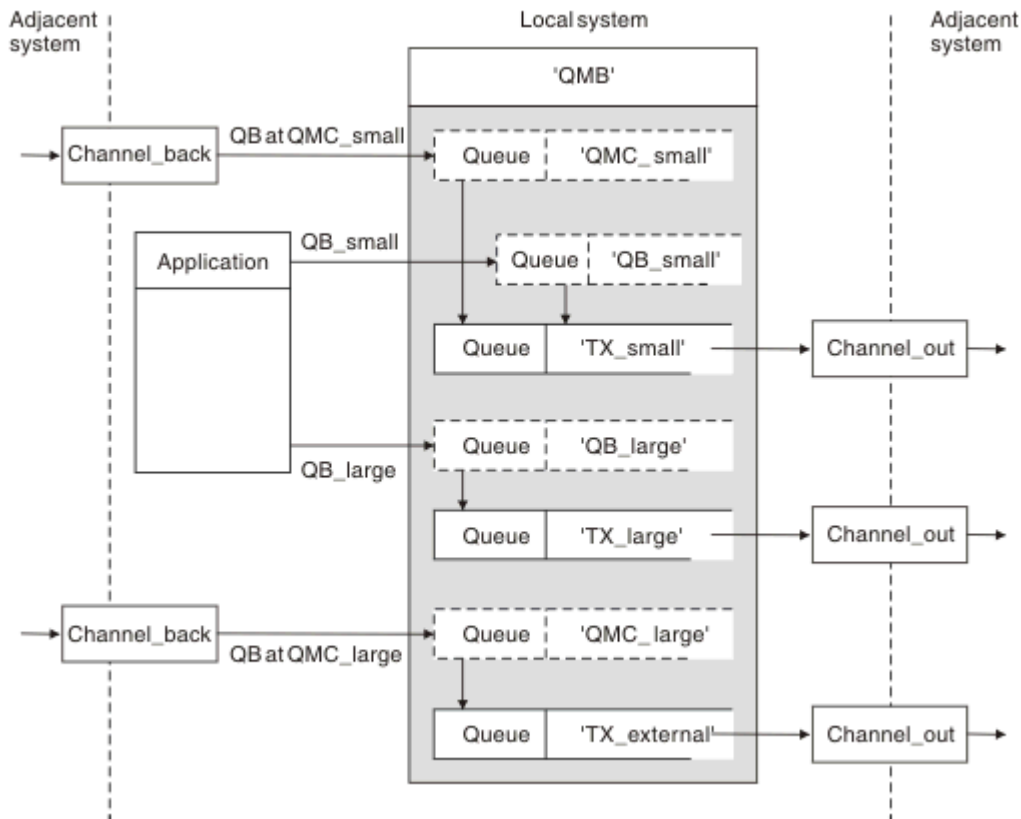 Adjacent system
Local system
Adjacent system
'QMB'
Channel_back
QB at QMC_small
Queue 'QMC_small'
Application
QB_small
Queue 'QB_small'
Queue 'TX_small'
Channel_out
QB_large
Queue 'QB_large'
Queue 'TX_large'
Channel_out
Channel_back
QB at QMC_large
Queue 'QMC_large'
Queue 'TX_external'
Channel_out